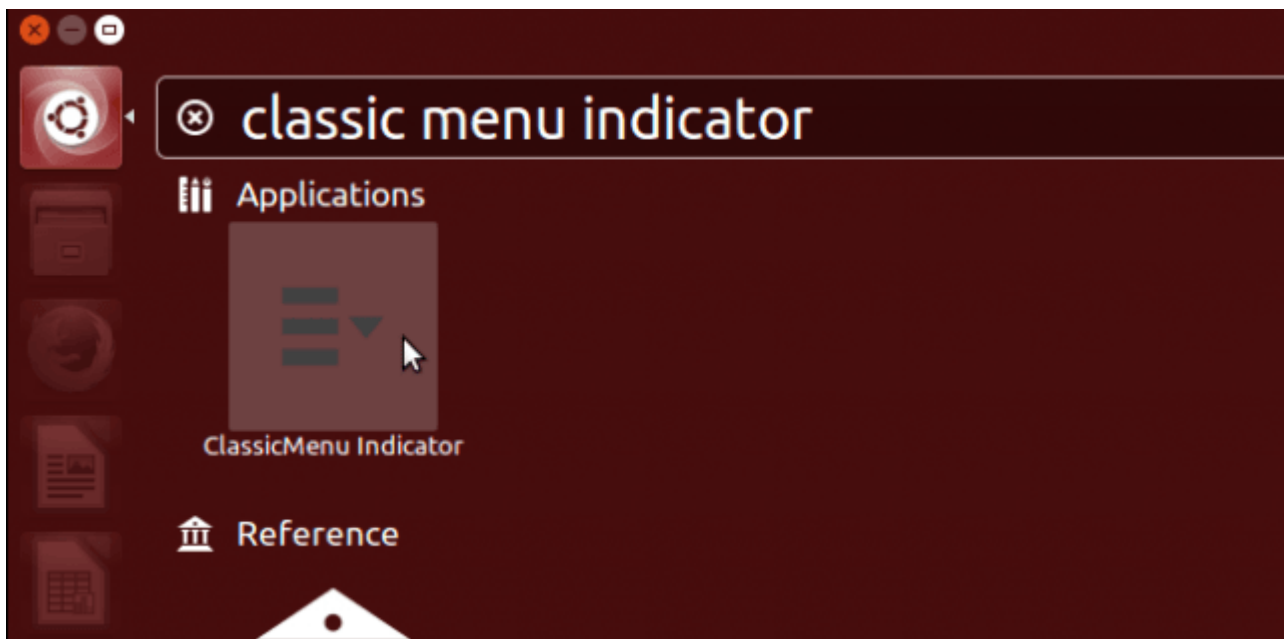 classic menu indicator
Applications
ClassicMenu Indicator
Reference